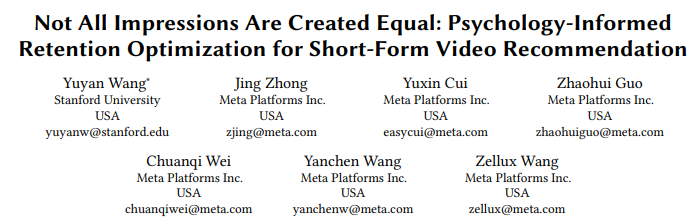 Not All Impressions Are Created Equal: Psychology-Informed
Retention Optimization for Short-Form Video Recommendation
Yuyan Wang* Jing Zhong Yuxin Cui Zhaohui Guo
Stanford University Meta Platforms Inc. Meta Platforms Inc. Meta Platforms Inc.
USA USA USA USA
yuyanw@stanford.edu zjing@meta.com easycui@meta.com zhaohuiguo@meta.com
Chuanqi Wei Yanchen Wang Zellux Wang
Meta Platforms Inc. Meta Platforms Inc. Meta Platforms Inc.
USA USA USA
chuanqiwei@meta.com yanchenw@meta.com zellux@meta.com